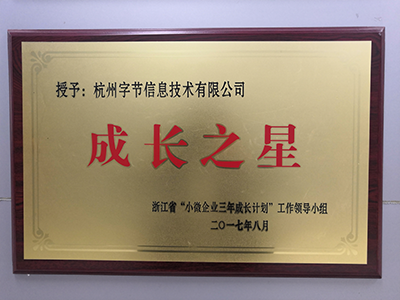 授予：杭州字节信息技术有限公司
成长之星
浙江省“小微企业三年成长计划”工作领导小组
二〇一七年八月